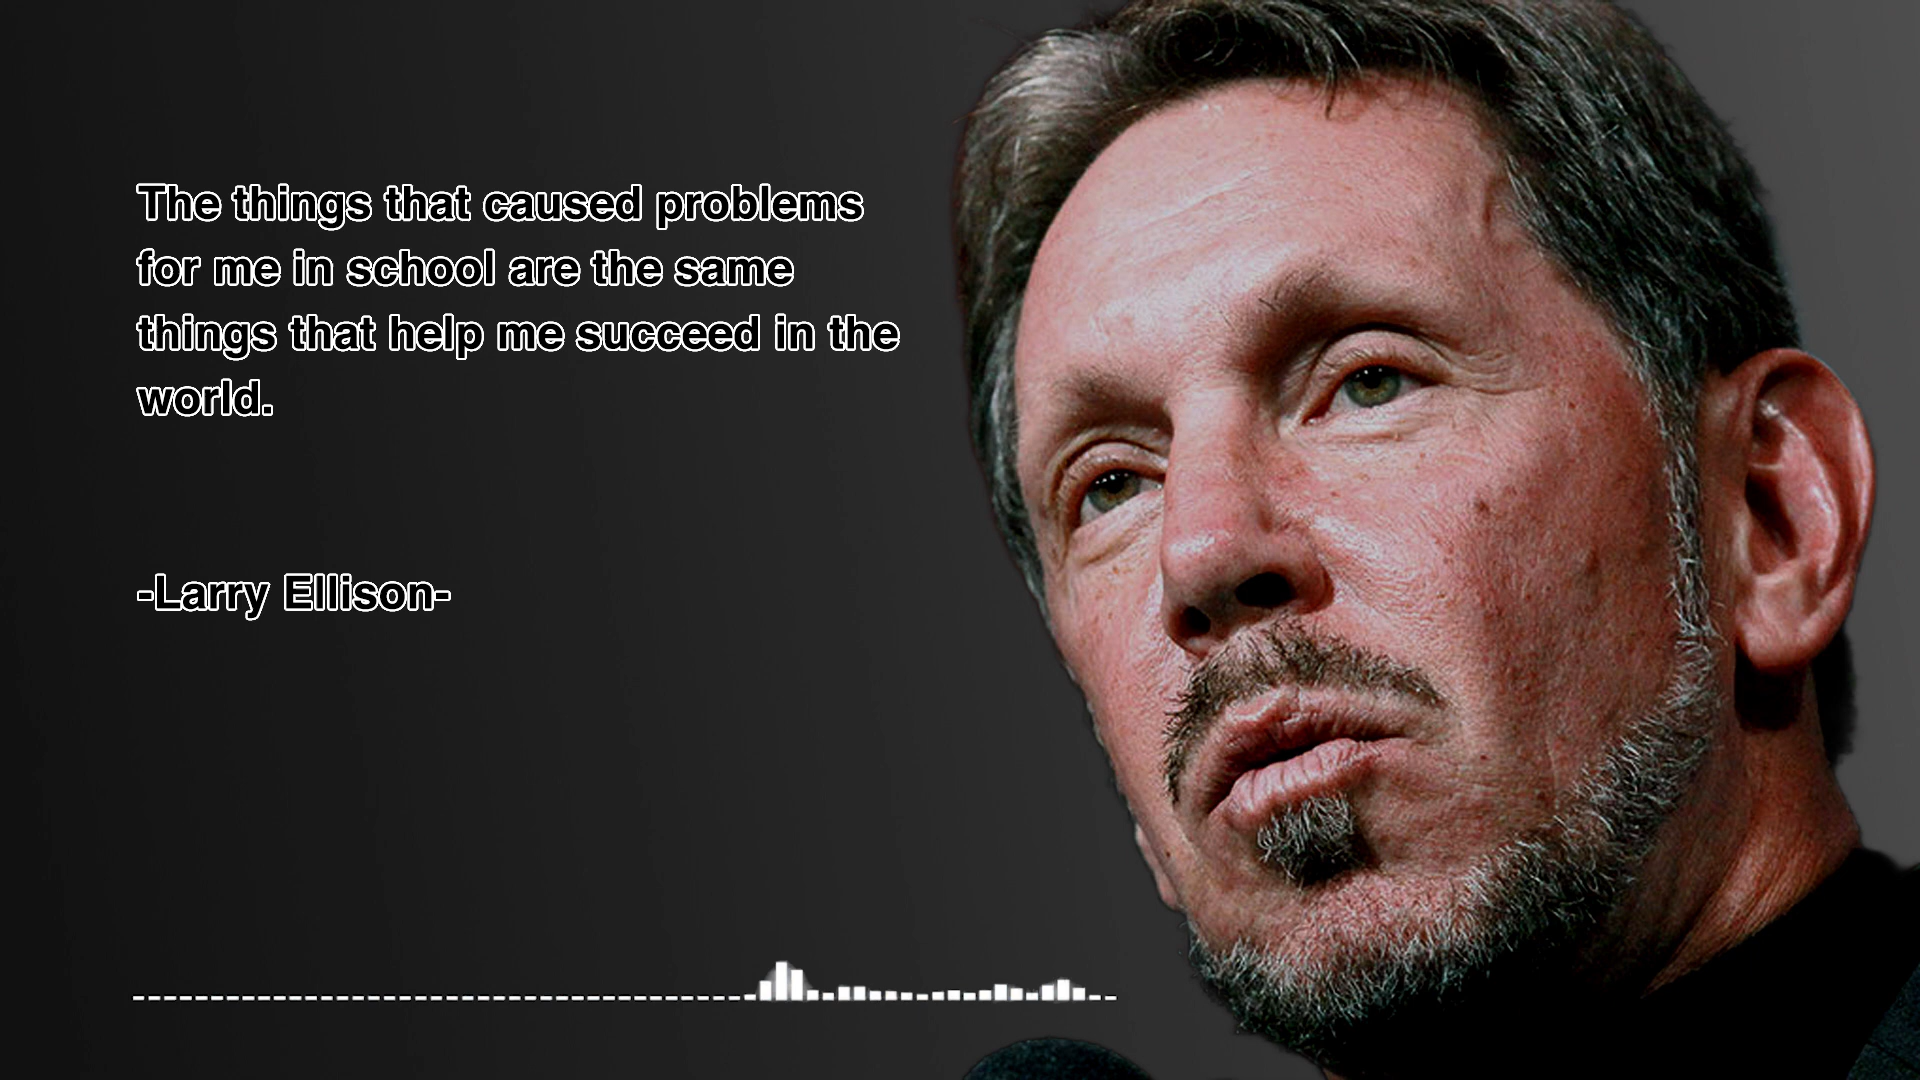 The things that caused problems
for me in school are the same
things that help me succeed in the
world.
-Larry Ellison-